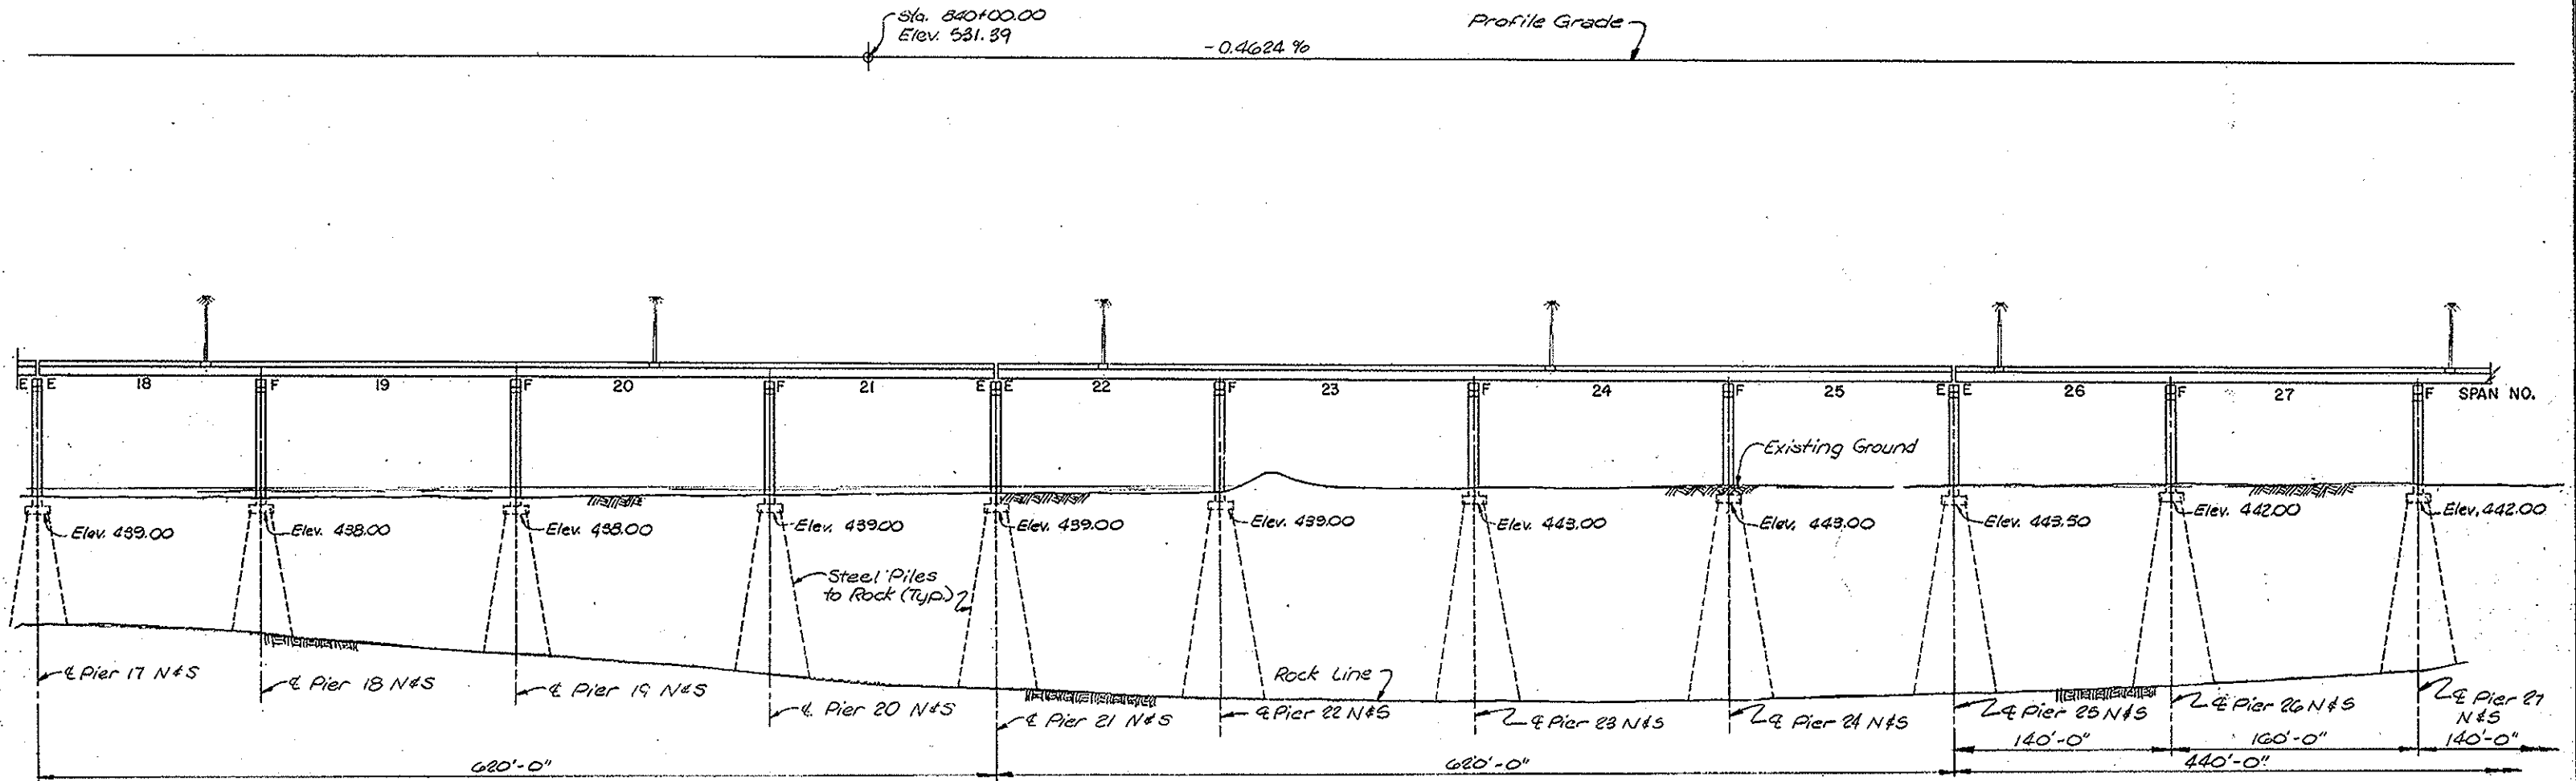 Sta. 840+00.00
Elev. 531.39
-0.4624 %
Profile Grade
E E 18 F 19 F 20 F 21 E E 22 F 23 F 24 F 25 E E 26 F 27 F SPAN NO.
Existing Ground
Elev. 439.00
Elev. 438.00
Elev. 438.00
Elev. 439.00
Elev. 439.00
Elev. 439.00
Elev. 443.00
Elev. 443.00
Elev. 443.50
Elev. 442.00
Elev. 442.00
Steel Piles
to Rock (Typ.)
Rock Line
℄ Pier 17 N&S
℄ Pier 18 N&S
℄ Pier 19 N&S
℄ Pier 20 N&S
℄ Pier 21 N&S
℄ Pier 22 N&S
℄ Pier 23 N&S
℄ Pier 24 N&S
℄ Pier 25 N&S
℄ Pier 26 N&S
℄ Pier 27
N&S
140'-0"
160'-0"
140'-0"
620'-0"
620'-0"
440'-0"